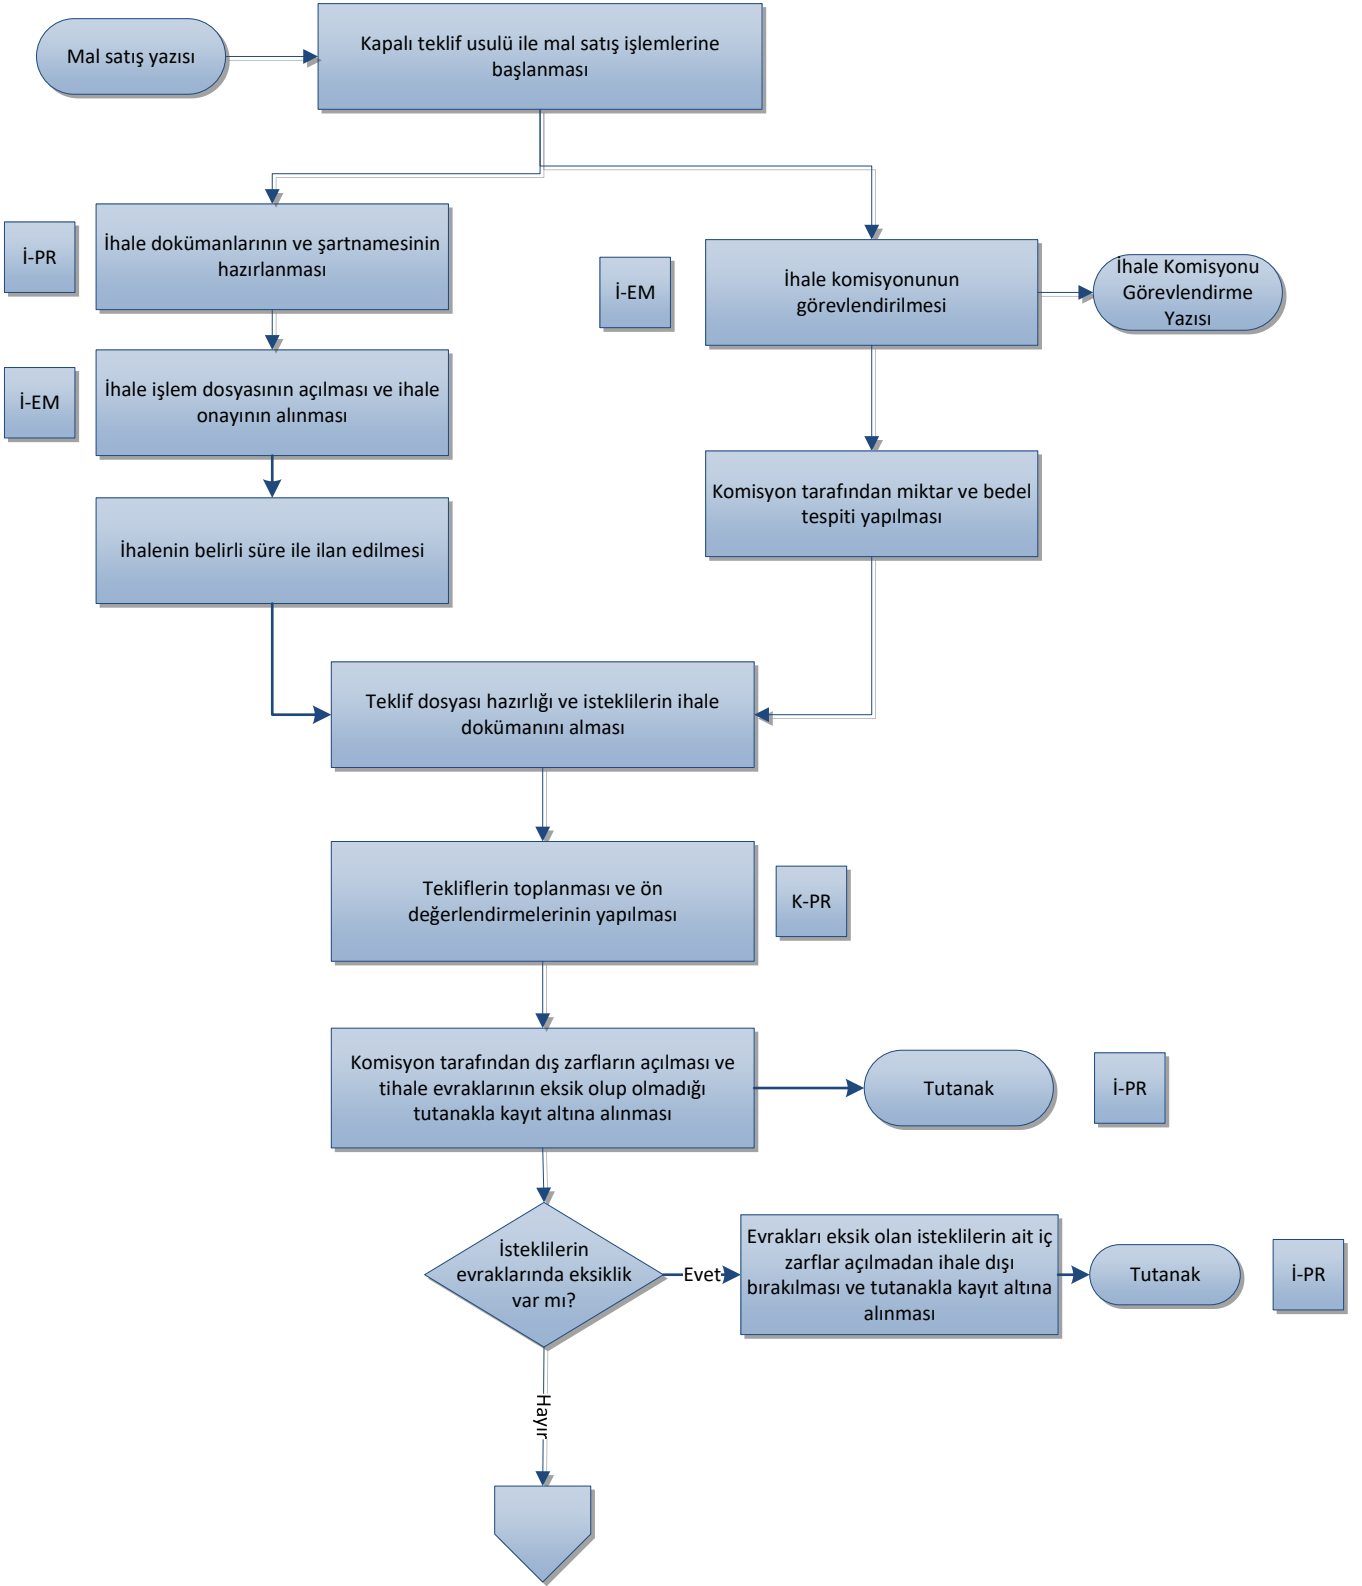 Mal satış yazısı
Kapalı teklif usulü ile mal satış işlemlerine
başlanması
İ-PR
İhale dokümanlarının ve şartnamesinin
hazırlanması
İ-EM
İhale komisyonunun
görevlendirilmesi
İhale Komisyonu
Görevlendirme
Yazısı
İ-EM
İhale işlem dosyasının açılması ve ihale
onayının alınması
Komisyon tarafından miktar ve bedel
tespiti yapılması
İhalenin belirli süre ile ilan edilmesi
Teklif dosyası hazırlığı ve isteklilerin ihale
dokümanını alması
Tekliflerin toplanması ve ön
değerlendirmelerinin yapılması
K-PR
Komisyon tarafından dış zarfların açılması ve
tihale evraklarının eksik olup olmadığı
tutanakla kayıt altına alınması
Tutanak
İ-PR
İsteklilerin
evraklarında eksiklik
var mı?
Evet
Evrakları eksik olan isteklilerin ait iç
zarflar açılmadan ihale dışı
bırakılması ve tutanakla kayıt altına
alınması
Tutanak
İ-PR
Hayır